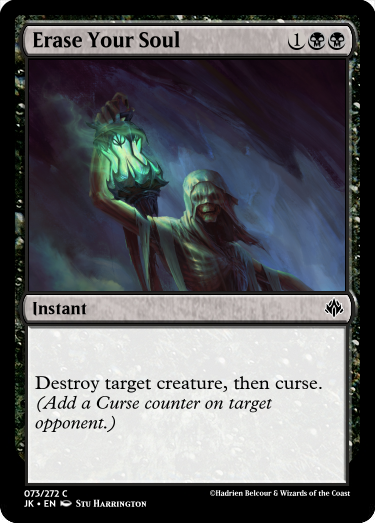 Erase Your Soul 1
Instant
Destroy target creature, then curse.
(Add a Curse counter on target
opponent.)
073/272 C
JK • EN Stu Harrington
©Hadrien Belcour & Wizards of the Coast